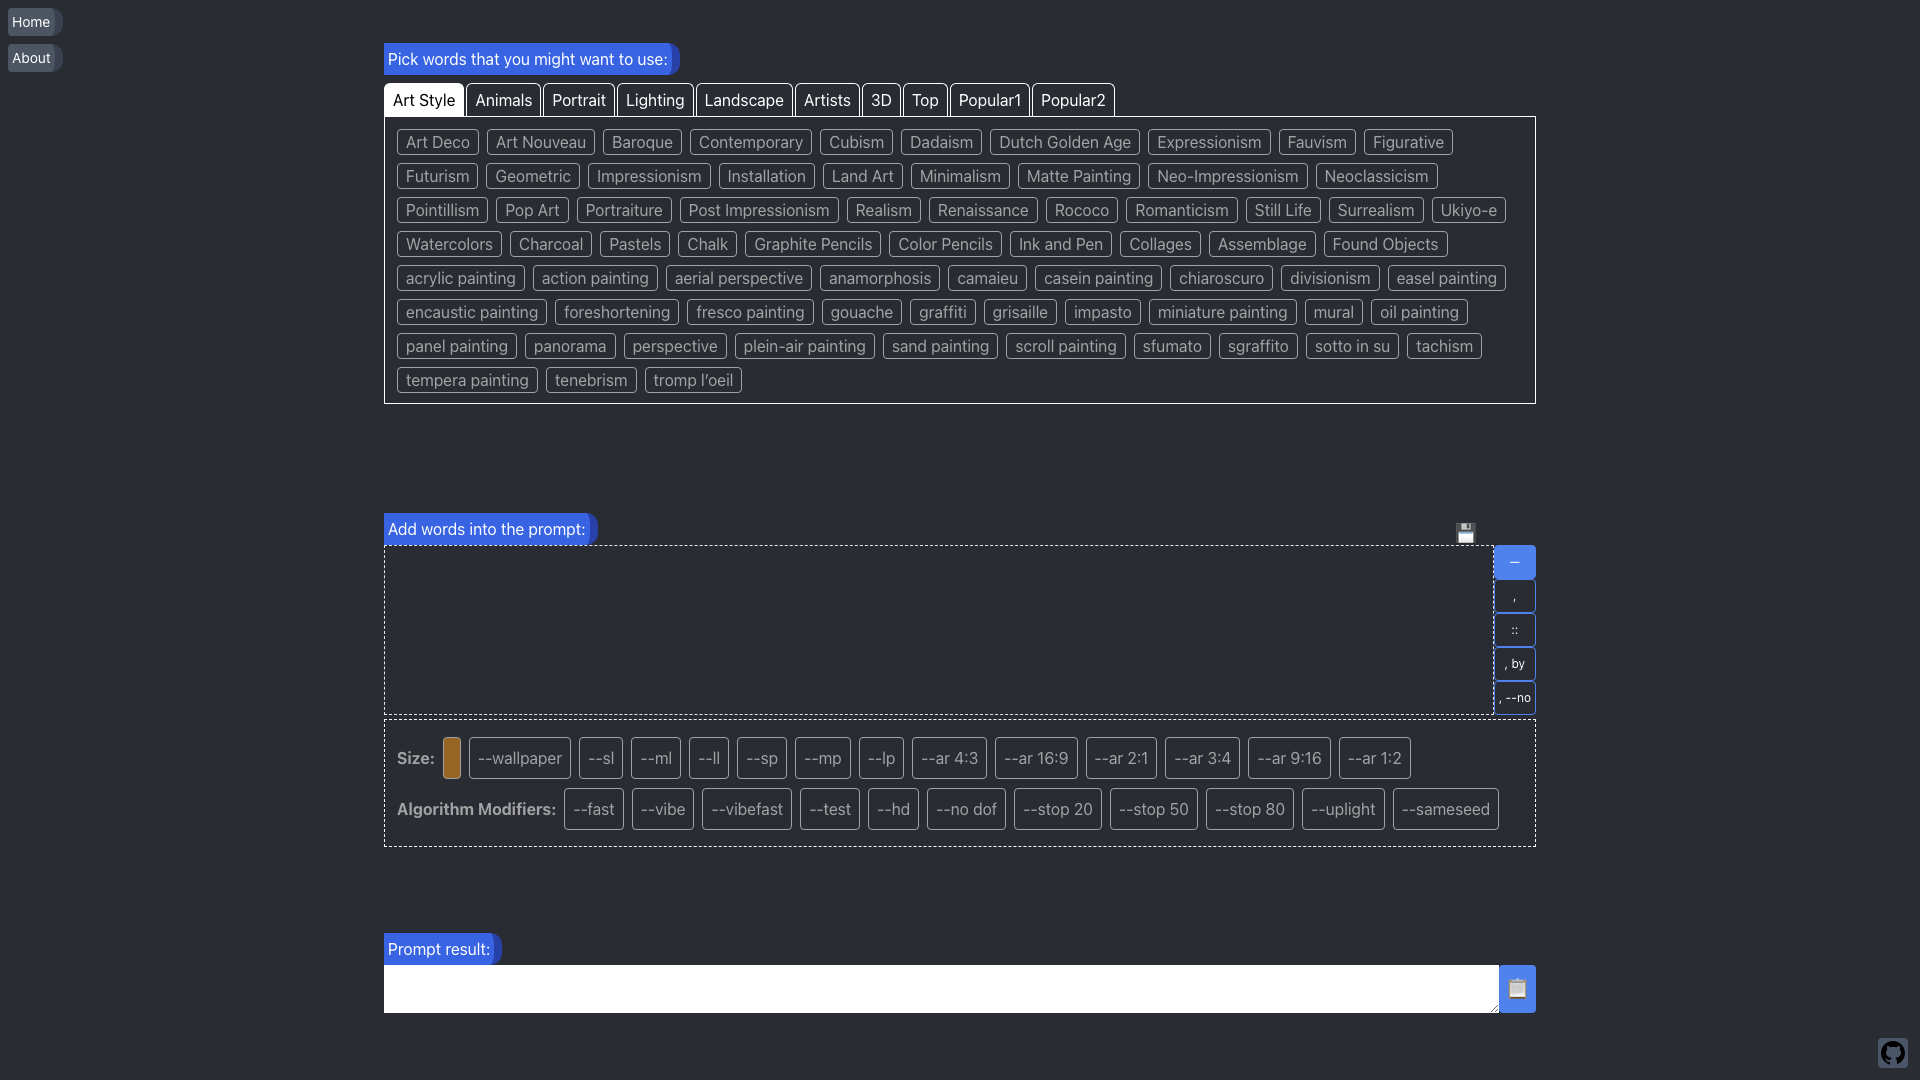 Home
About
Pick words that you might want to use:
Art Style Animals Portrait Lighting Landscape Artists 3D Top Popular1 Popular2
Art Deco Art Nouveau Baroque Contemporary Cubism Dadaism Dutch Golden Age Expressionism Fauvism Figurative
Futurism Geometric Impressionism Installation Land Art Minimalism Matte Painting Neo-Impressionism Neoclassicism
Pointillism Pop Art Portraiture Post Impressionism Realism Renaissance Rococo Romanticism Still Life Surrealism Ukiyo-e
Watercolors Charcoal Pastels Chalk Graphite Pencils Color Pencils Ink and Pen Collages Assemblage Found Objects
acrylic painting action painting aerial perspective anamorphosis camaieu casein painting chiaroscuro divisionism easel painting
encaustic painting foreshortening fresco painting gouache graffiti grisaille impasto miniature painting mural oil painting
panel painting panorama perspective plein-air painting sand painting scroll painting sfumato sgraffito sotto in su tachism
tempera painting tenebrism tromp l’oeil
Add words into the prompt:
—
,
::
, by
, --no
Size: --wallpaper --sl --ml --ll --sp --mp --lp --ar 4:3 --ar 16:9 --ar 2:1 --ar 3:4 --ar 9:16 --ar 1:2
Algorithm Modifiers: --fast --vibe --vibefast --test --hd --no dof --stop 20 --stop 50 --stop 80 --uplight --sameseed
Prompt result: